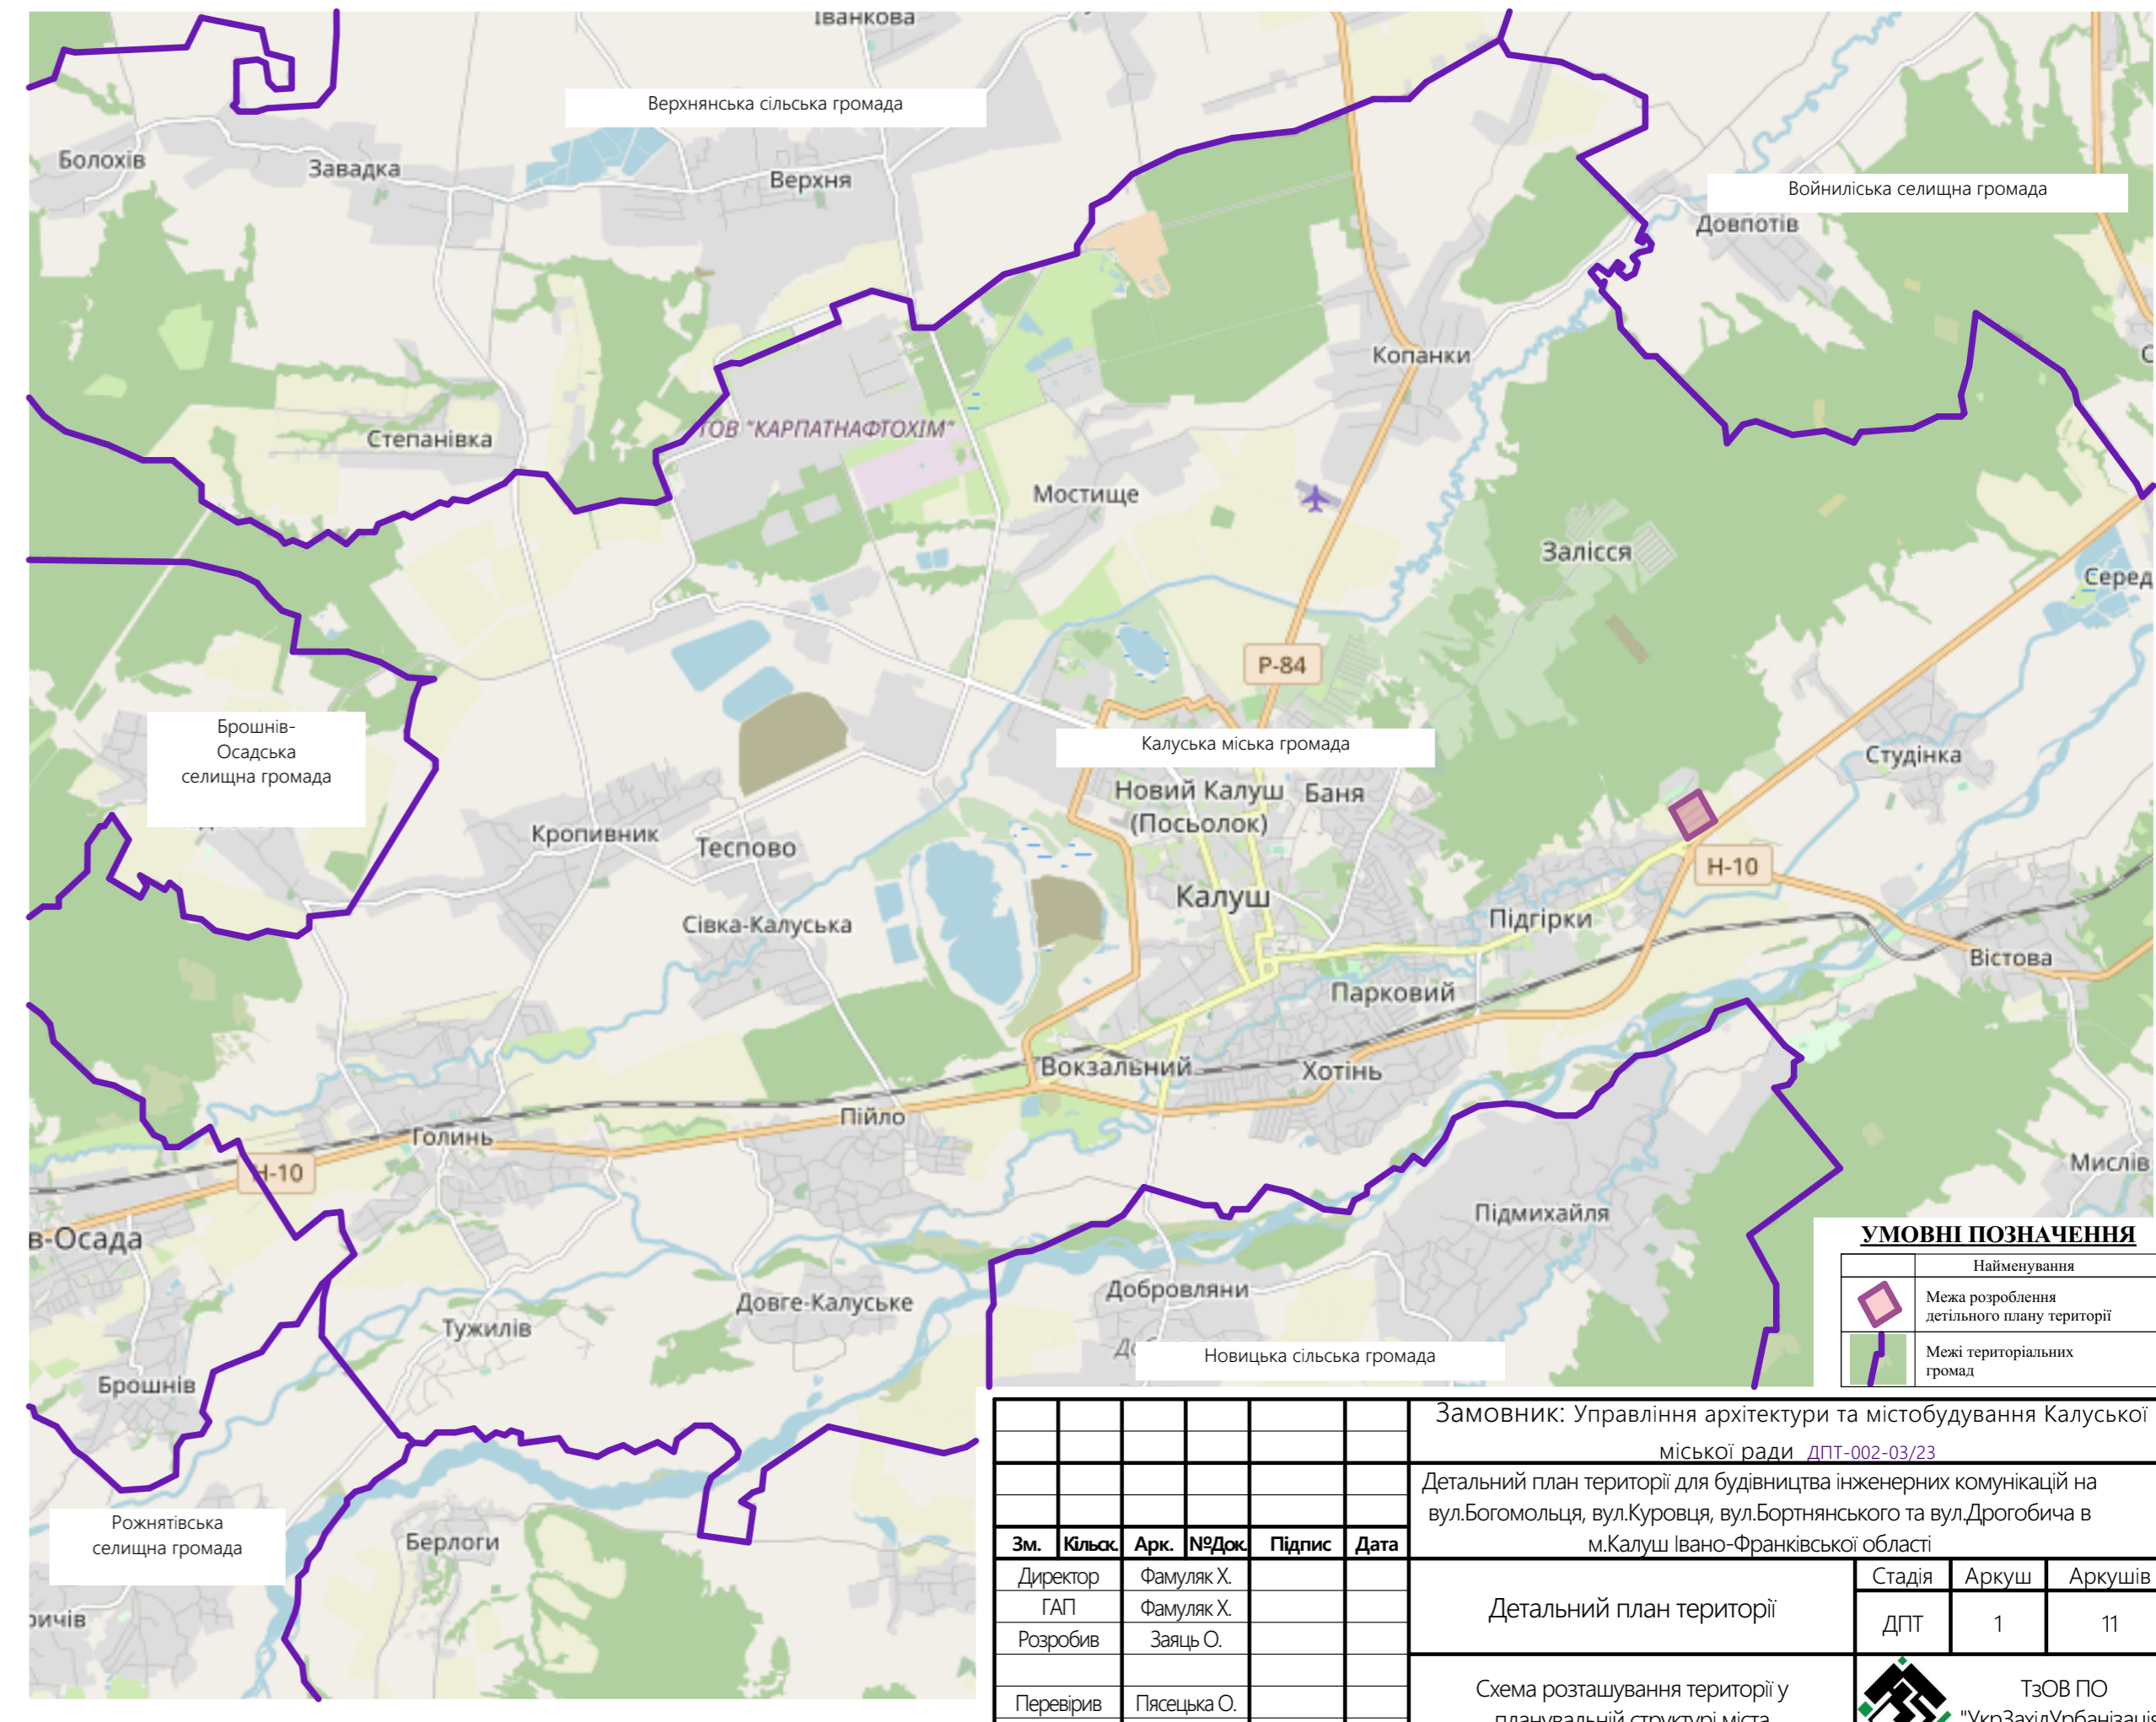 Іванкова
Верхнянська сільська громада
Болохів
Завадка
Верхня
Войниліська селищна громада
Довпотів
Копанки
Степанівка
ТОВ "КАРПАТНАФТОХІМ"
Мостище
Залісся
Серед
Р-84
Брошнів-
Осадська
селищна громада
Калуська міська громада
Студінка
Новий Калуш
(Посьолок)
Баня
Кропивник
Теспово
Н-10
Калуш
Підгірки
Сівка-Калуська
Вістова
Парковий
Вокзальний
Хотінь
Пійло
Голинь
Н-10
Мислів
Підмихайля
в-Осада
УМОВНІ ПОЗНАЧЕННЯ
Найменування
Межа розроблення
детільного плану території
Межі територіальних
громад
Добровляни
Довге-Калуське
Тужилів
Новицька сільська громада
Брошнів
Рожнятівська
селищна громада
Берлоги
ричів
Замовник: Управління архітектури та містобудування Калуської
міської ради ДПТ-002-03/23
Детальний план території для будівництва інженерних комунікацій на
вул.Богомольця, вул.Куровця, вул.Бортнянського та вул.Дрогобича в
м.Калуш Івано-Франківської області
Зм. Кільск. Арк. №Док. Підпис Дата
Директор Фамуляк Х.
ГАП Фамуляк Х.
Розробив Заяць О.
Перевірив Пясецька О.
Детальний план території
Стадія Аркуш Аркушів
ДПТ 1 11
Схема розташування території у
планувальній структурі міста
ТзОВ ПО
"УкрЗахідУрбанізація